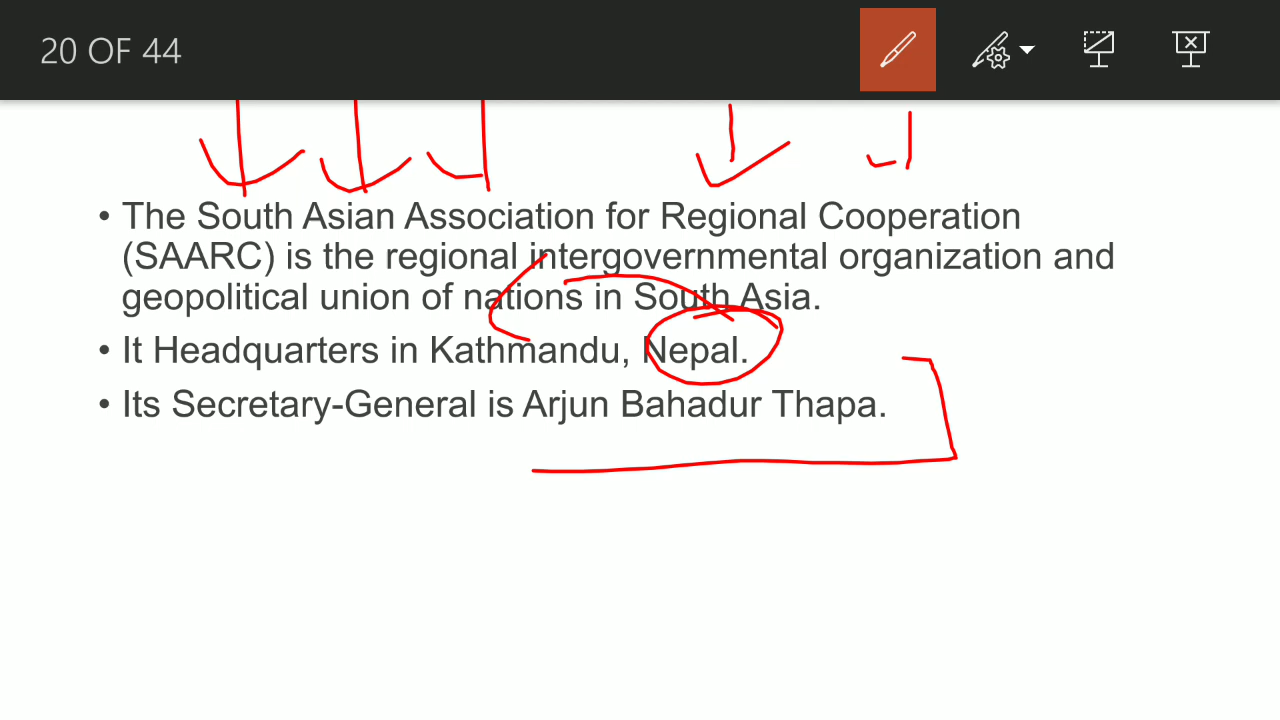 20 OF 44
• The South Asian Association for Regional Cooperation
(SAARC) is the regional intergovernmental organization and
geopolitical union of nations in South Asia.
• It Headquarters in Kathmandu, Nepal.
• Its Secretary-General is Arjun Bahadur Thapa.